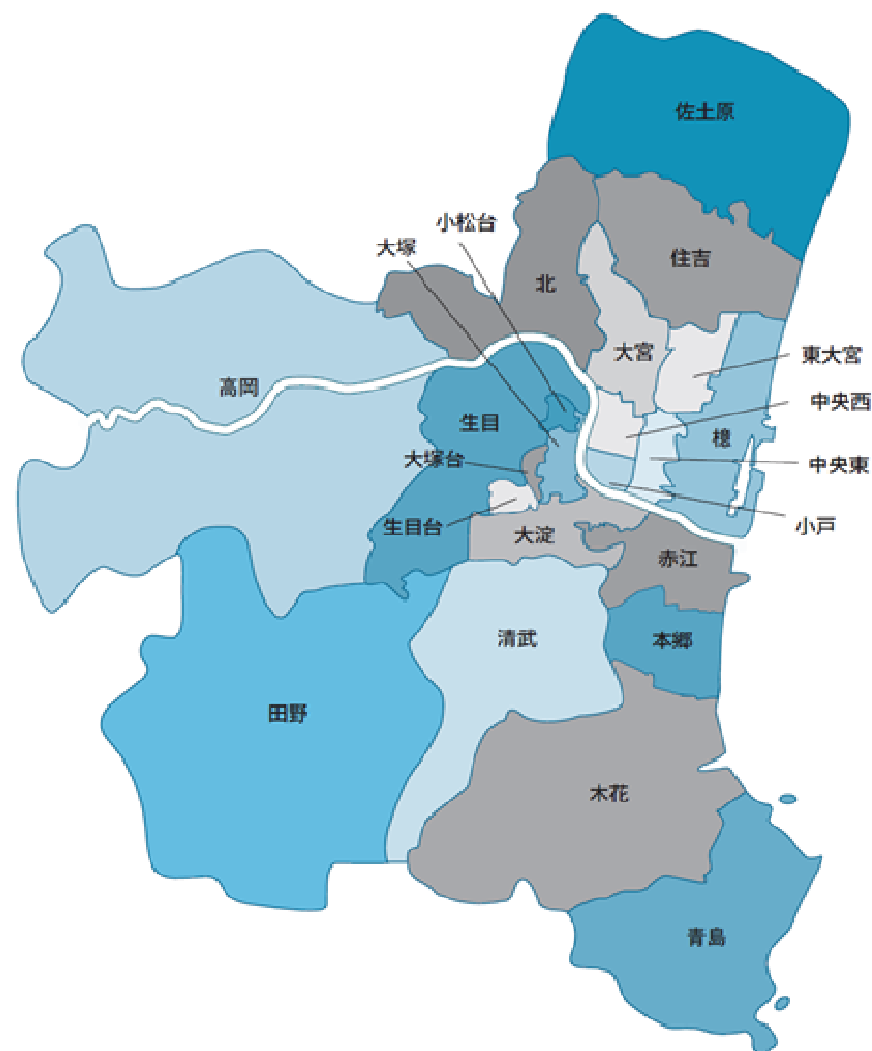 佐土原
小松台
大塚
住吉
北
大宮
東大宮
高岡
中央西
生目
檍
大塚台
中央東
生目台
小戸
大淀
赤江
清武
本郷
田野
木花
青島